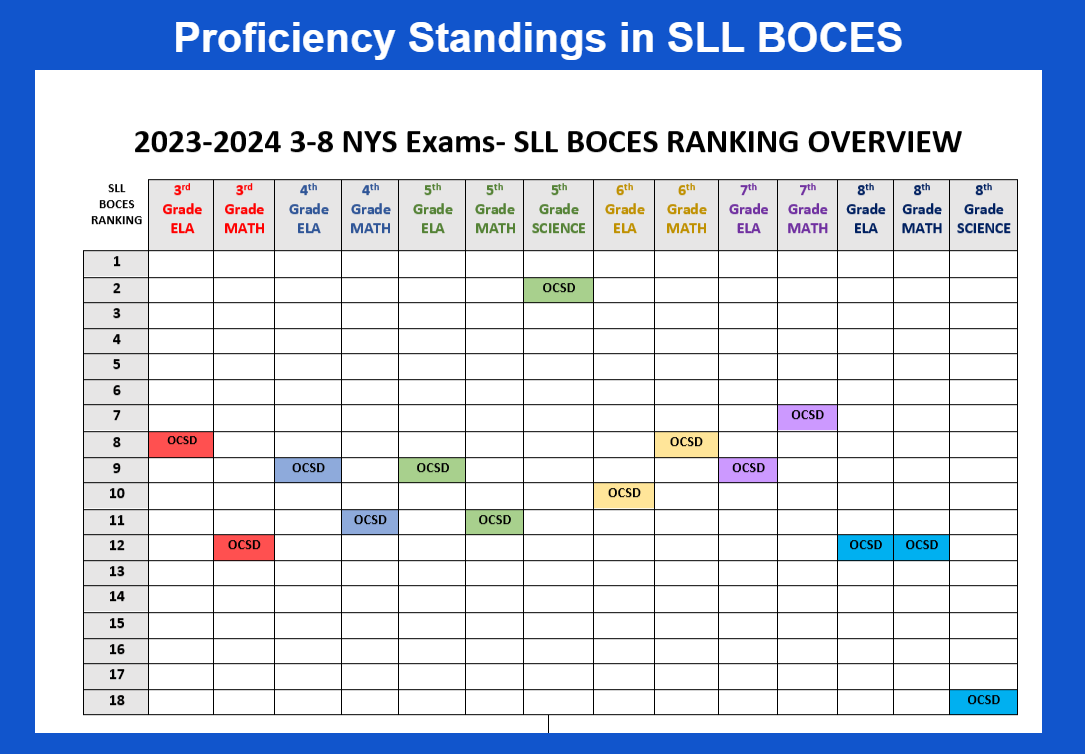 Proficiency Standings in SLL BOCES
2023-2024 3-8 NYS Exams- SLL BOCES RANKING OVERVIEW
SLL BOCES RANKING
3rd Grade ELA
3rd Grade MATH
4th Grade ELA
4th Grade MATH
5th Grade ELA
5th Grade MATH
5th Grade SCIENCE
6th Grade ELA
6th Grade MATH
7th Grade ELA
7th Grade MATH
8th Grade ELA
8th Grade MATH
8th Grade SCIENCE
1
2 OCSD
3
4
5
6
7 OCSD
8 OCSD OCSD
9 OCSD OCSD OCSD
10 OCSD
11 OCSD OCSD
12 OCSD OCSD OCSD
13
14
15
16
17
18 OCSD